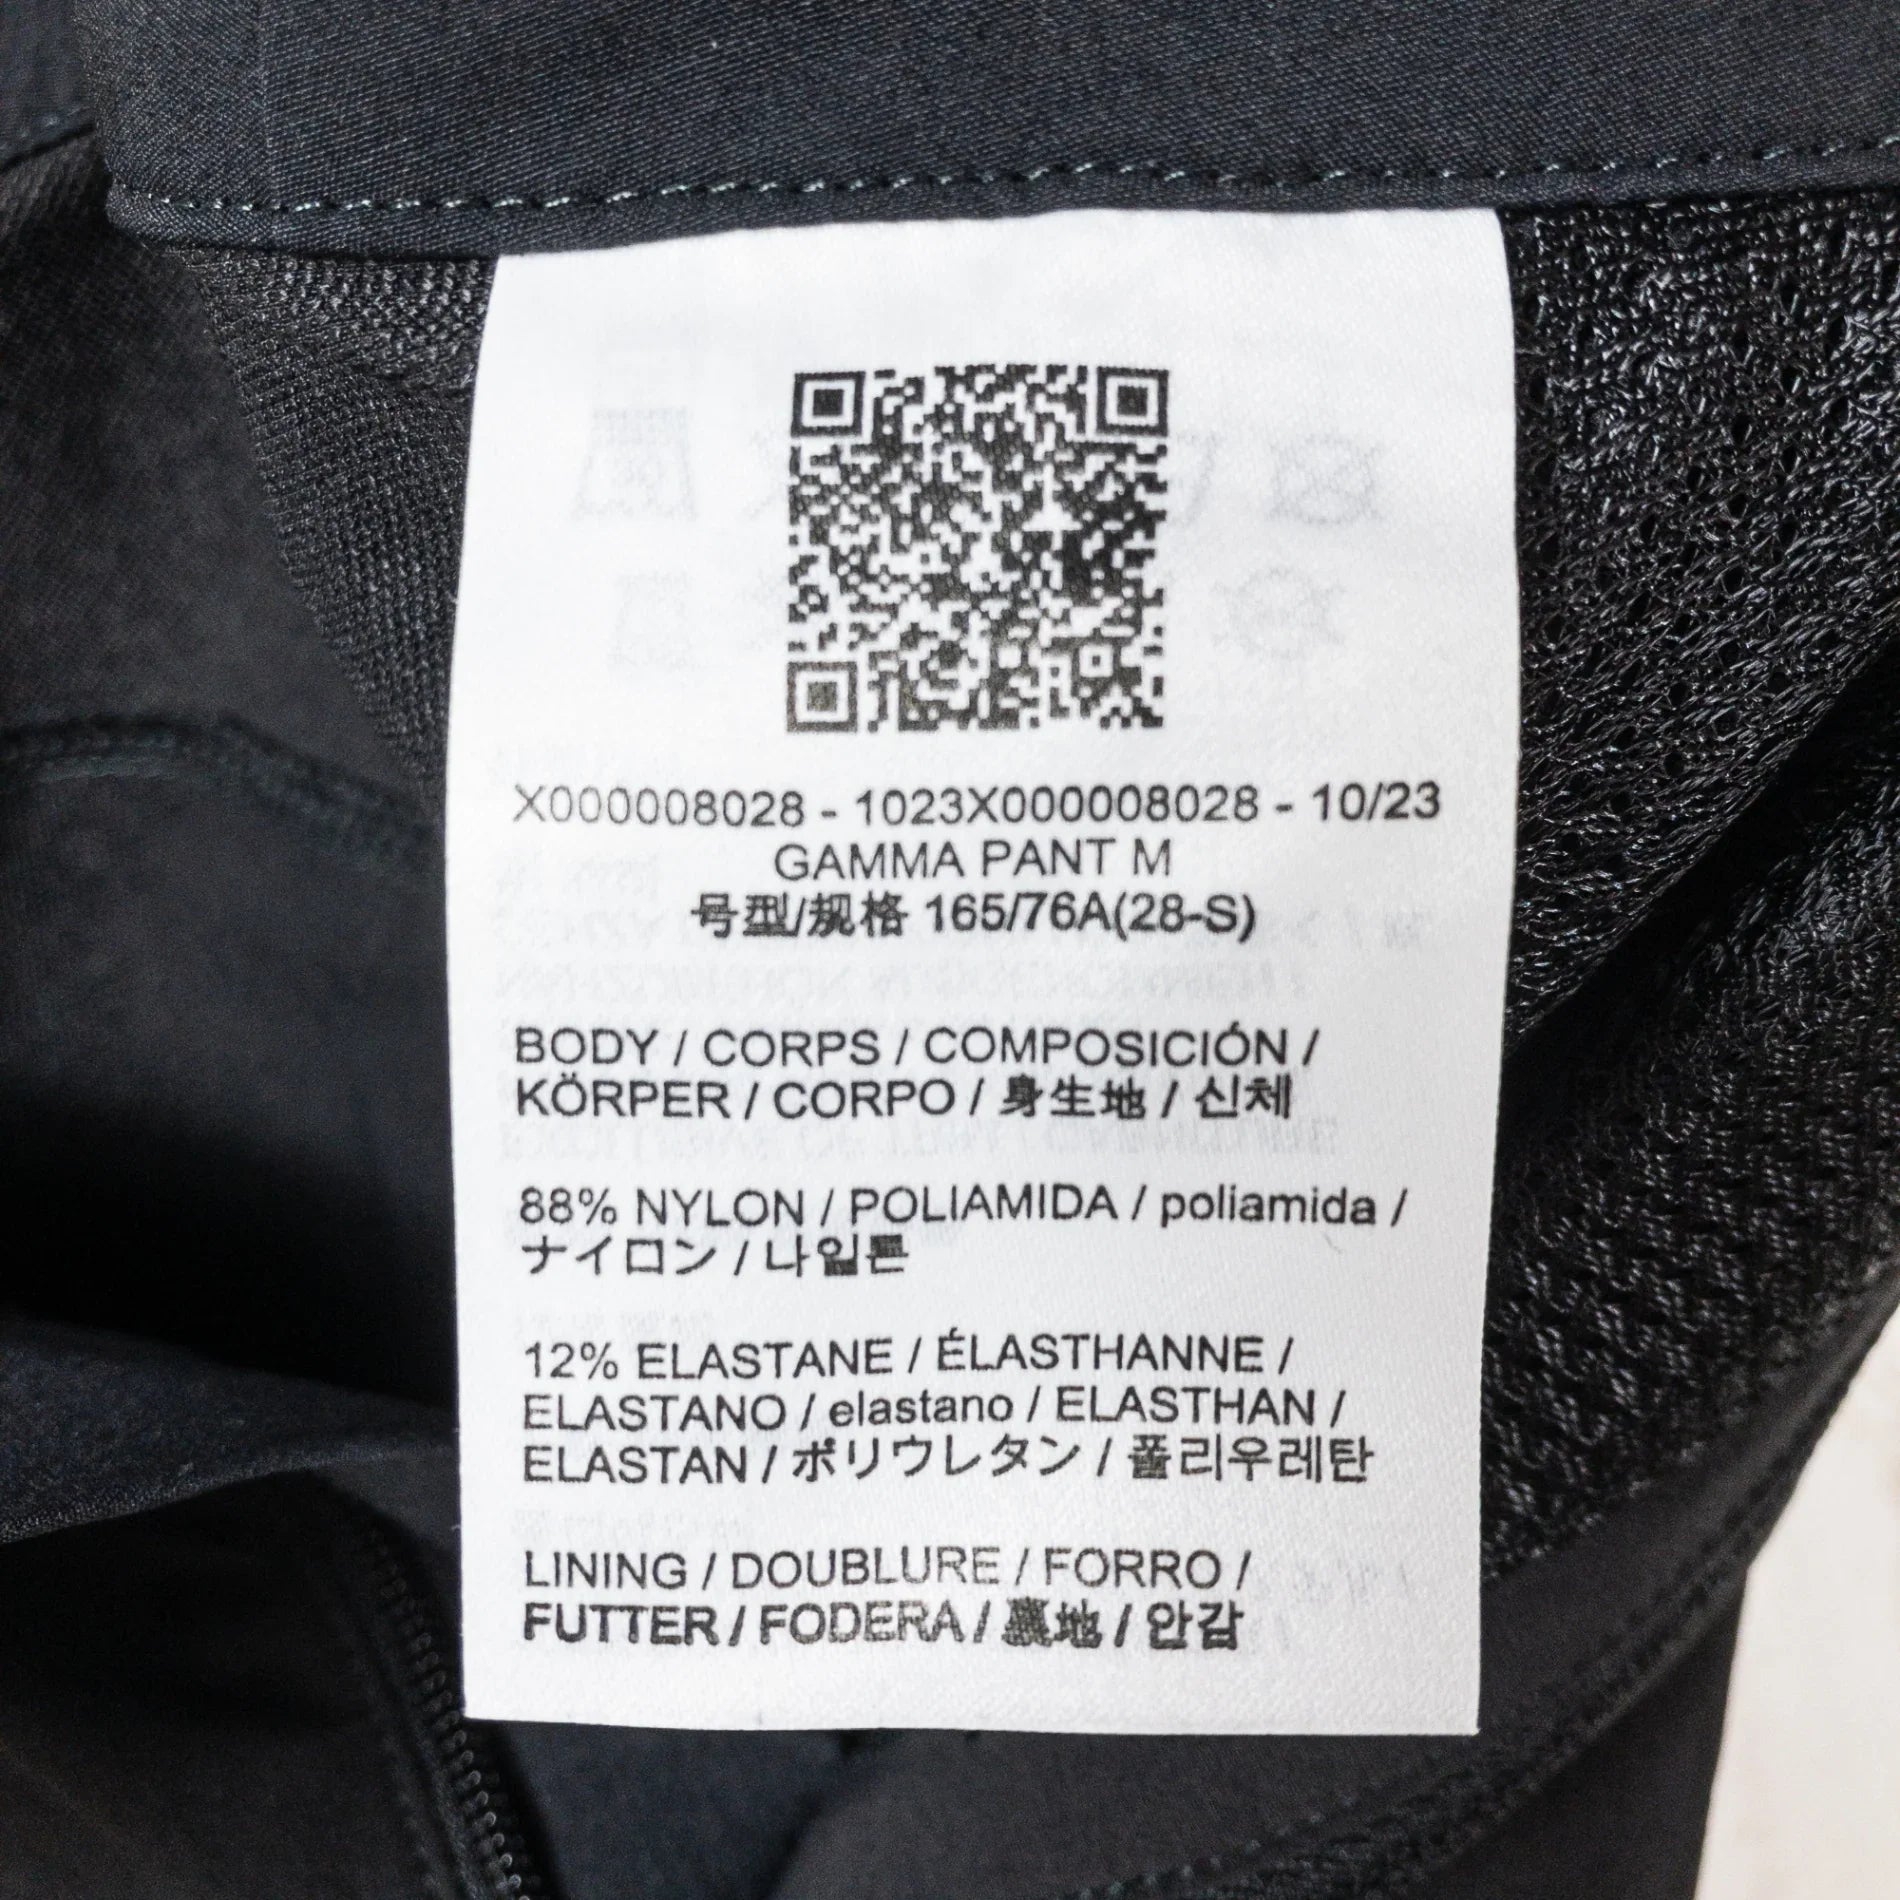 X000008028 - 1023X000008028 - 10/23
GAMMA PANT M
号型/规格 165/76A(28-S)
BODY / CORPS / COMPOSICIÓN /
KÖRPER / CORPO / 身生地 / 신체
88% NYLON / POLIAMIDA / poliamida /
ナイロン / 나일론
12% ELASTANE / ÉLASTHANNE /
ELASTANO / elastano / ELASTHAN /
ELASTAN / ポリウレタン / 폴리우레탄
LINING / DOUBLURE / FORRO /
FUTTER / FODERA / 裏地 / 안감